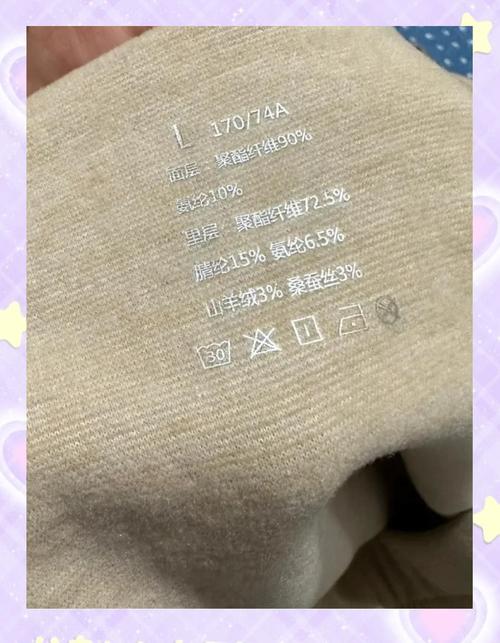 L 170/74A
面层：聚酯纤维90%
氨纶10%
里层：聚酯纤维72.5%
腈纶15% 氨纶6.5%
山羊绒3% 桑蚕丝3%
30